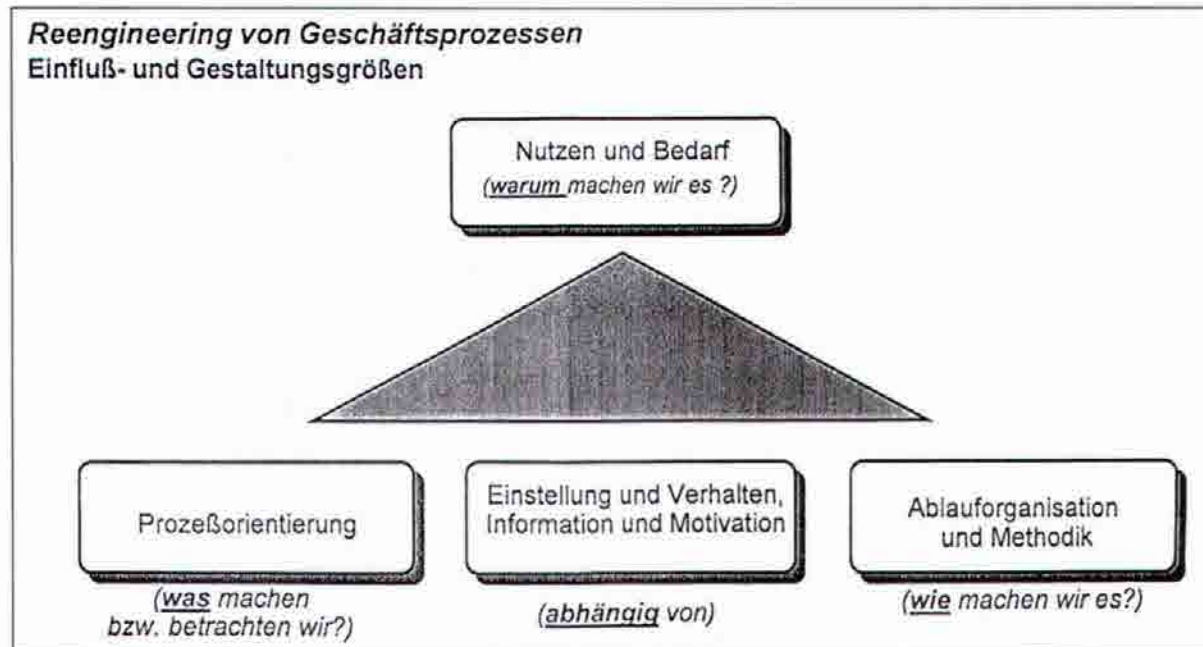 Reengineering von Geschäftsprozessen
Einfluß- und Gestaltungsgrößen
Nutzen und Bedarf
(warum machen wir es ?)
Prozeßorientierung
(was machen
bzw. betrachten wir?)
Einstellung und Verhalten,
Information und Motivation
(abhängig von)
Ablauforganisation
und Methodik
(wie machen wir es?)